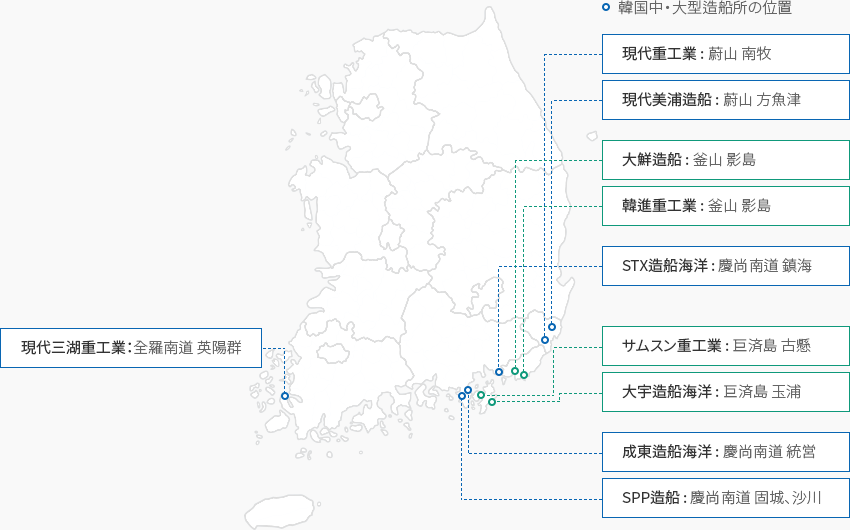 韓国中・大型造船所の位置
現代重工業 : 蔚山 南牧
現代美浦造船 : 蔚山 方魚津
大鮮造船 : 釜山 影島
韓進重工業 : 釜山 影島
STX造船海洋 : 慶尚南道 鎮海
サムスン重工業 : 巨済島 古懸
大宇造船海洋 : 巨済島 玉浦
成東造船海洋 : 慶尚南道 統営
SPP造船 : 慶尚南道 固城、沙川
現代三湖重工業：全羅南道 英陽群